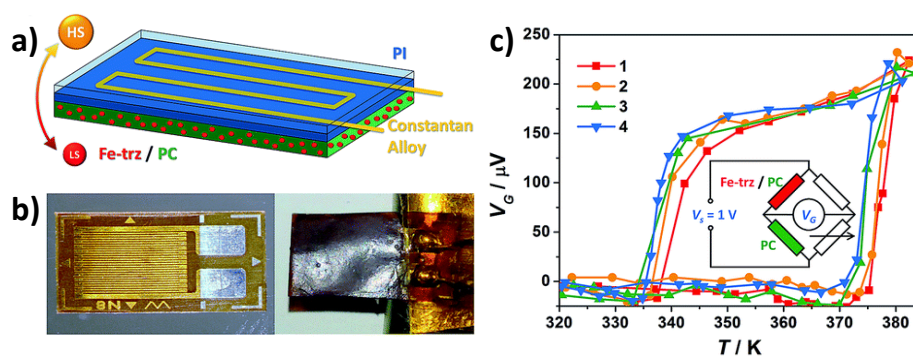 a)
HS
PI
Constantan
Alloy
LS
Fe-trz / PC
b)
8N
c)
V_G / μV
250
200
150
100
50
0
1
2
3
4
Fe-trz / PC
V_s = 1 V
V_G
PC
320
340
350
360
370
380
T / K